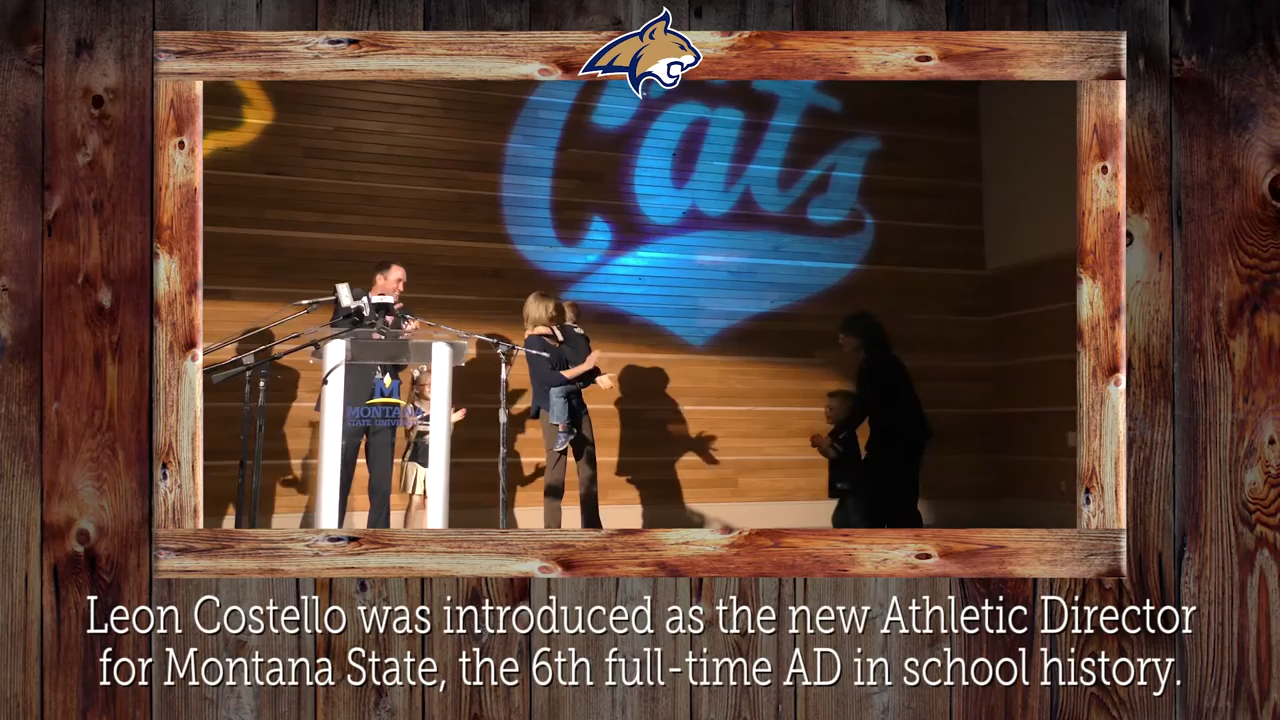 Cats
M
MONTANA
STATE UNIVERSITY
Leon Costello was introduced as the new Athletic Director
for Montana State, the 6th full-time AD in school history.